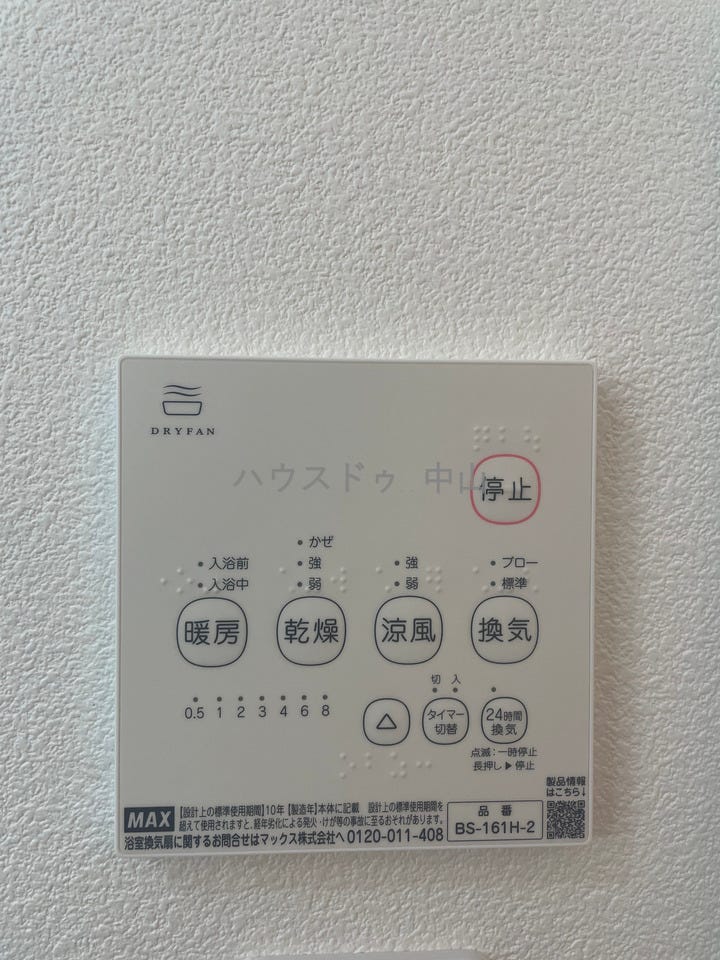 DRYFAN
ハウスドゥ 中山
停止
かぜ
入浴前 強 強 ブロー
入浴中 弱 弱 標準
暖房 乾燥 涼風 換気
切 入
0.5 1 2 3 4 6 8
△ タイマー切替 24時間換気
点滅:一時停止
長押し▶停止
製品情報
はこちら↓
MAX 【設計上の標準使用期間】10年 【製造年】本体に記載 設計上の標準使用期間を
超えて使用されますと、経年劣化による発火・けが等の事故に至るおそれがあります。
浴室換気扇に関するお問合せはマックス株式会社へ 0120-011-408
品番
BS-161H-2